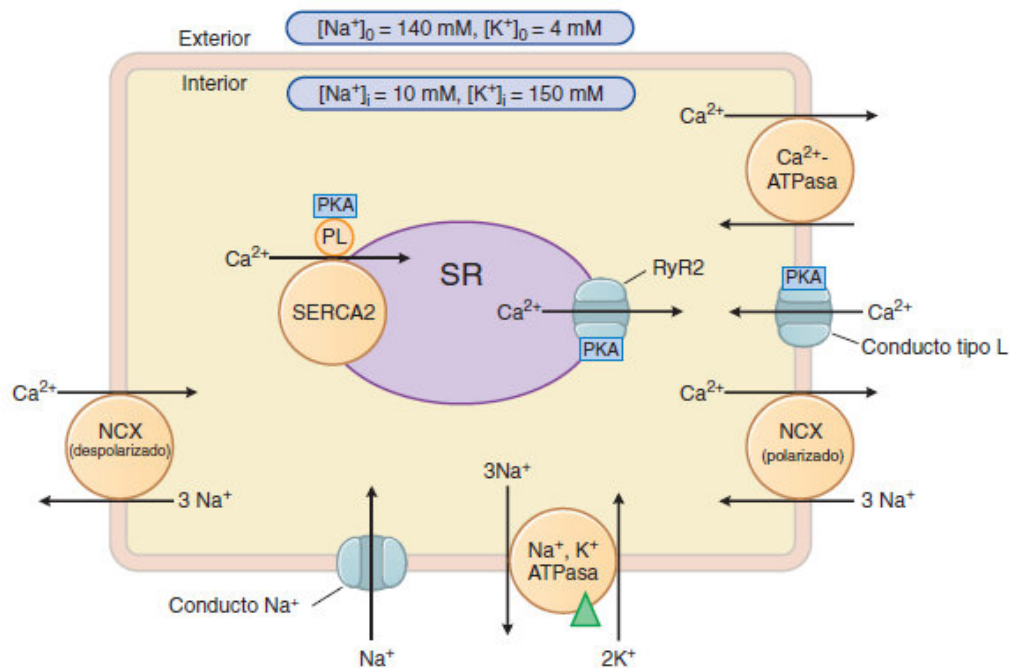 Exterior
[Na⁺]₀ = 140 mM, [K⁺]₀ = 4 mM
Interior
[Na⁺]ᵢ = 10 mM, [K⁺]ᵢ = 150 mM
Ca²⁺
Ca²⁺-
ATPasa
PKA
PL
Ca²⁺
SERCA2
SR
Ca²⁺
RyR2
PKA
PKA
Ca²⁺
Conducto tipo L
Ca²⁺
NCX
(despolarizado)
3 Na⁺
Ca²⁺
NCX
(polarizado)
3 Na⁺
3Na⁺
Na⁺, K⁺
ATPasa
2K⁺
Conducto Na⁺
Na⁺